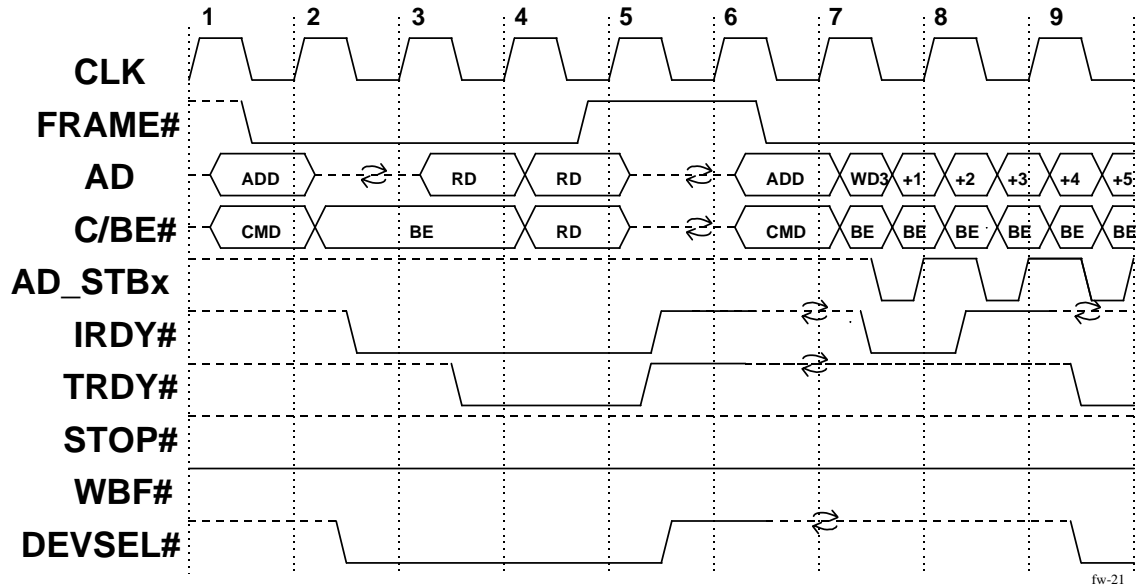 1 2 3 4 5 6 7 8 9
CLK
FRAME#
AD ADD RD RD ADD WD3 +1 +2 +3 +4 +5
C/BE# CMD BE RD CMD BE BE BE BE BE BE
AD_STBx
IRDY#
TRDY#
STOP#
WBF#
DEVSEL#
fw-21